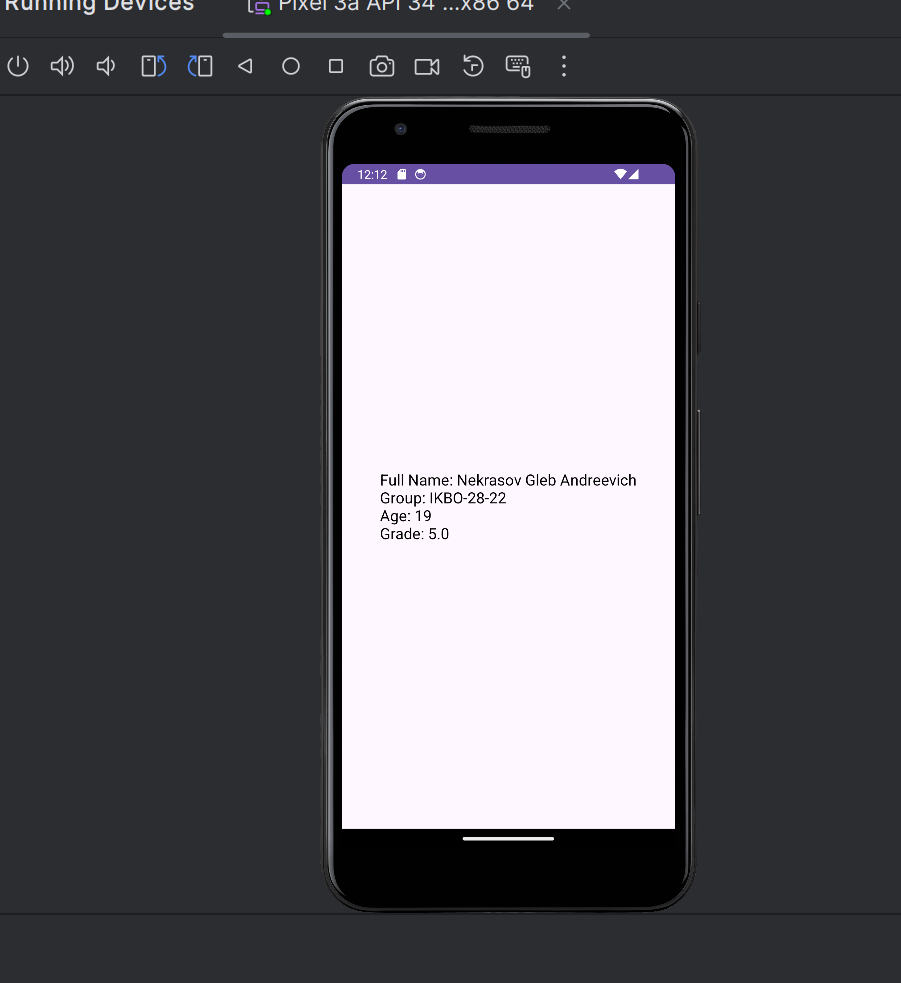 Running Devices
Pixel 3a API 34 ...x86 64
12:12
Full Name: Nekrasov Gleb Andreevich
Group: IKBO-28-22
Age: 19
Grade: 5.0